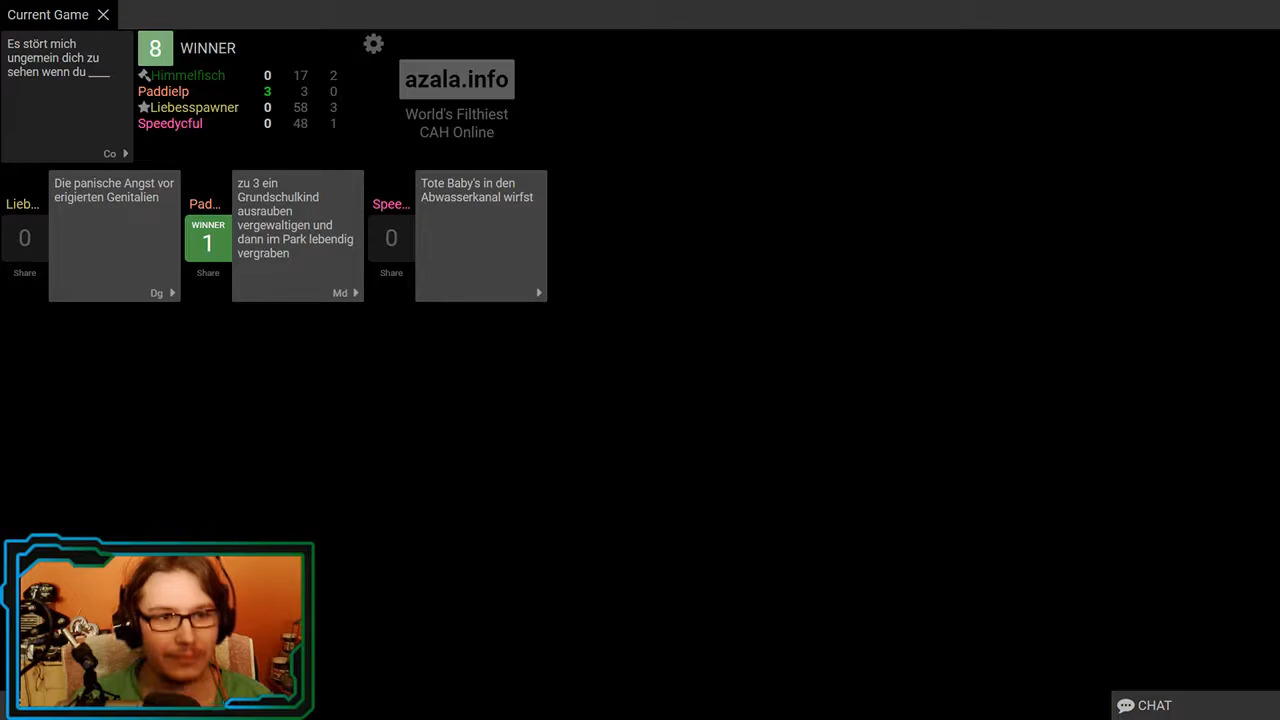 Current Game
Es stört mich
ungemein dich zu
sehen wenn du ____
Co
8 WINNER
Himmelfisch 0 17 2
Paddielp 3 3 0
Liebesspawner 0 58 3
Speedycful 0 48 1
azala.info
World's Filthiest
CAH Online
Lieb...
0
Share
Die panische Angst vor
erigierten Genitalien
Dg
Pad...
WINNER
1
Share
zu 3 ein
Grundschulkind
ausrauben
vergewaltigen und
dann im Park lebendig
vergraben
Md
Spee...
0
Share
Tote Baby's in den
Abwasserkanal wirfst
CHAT